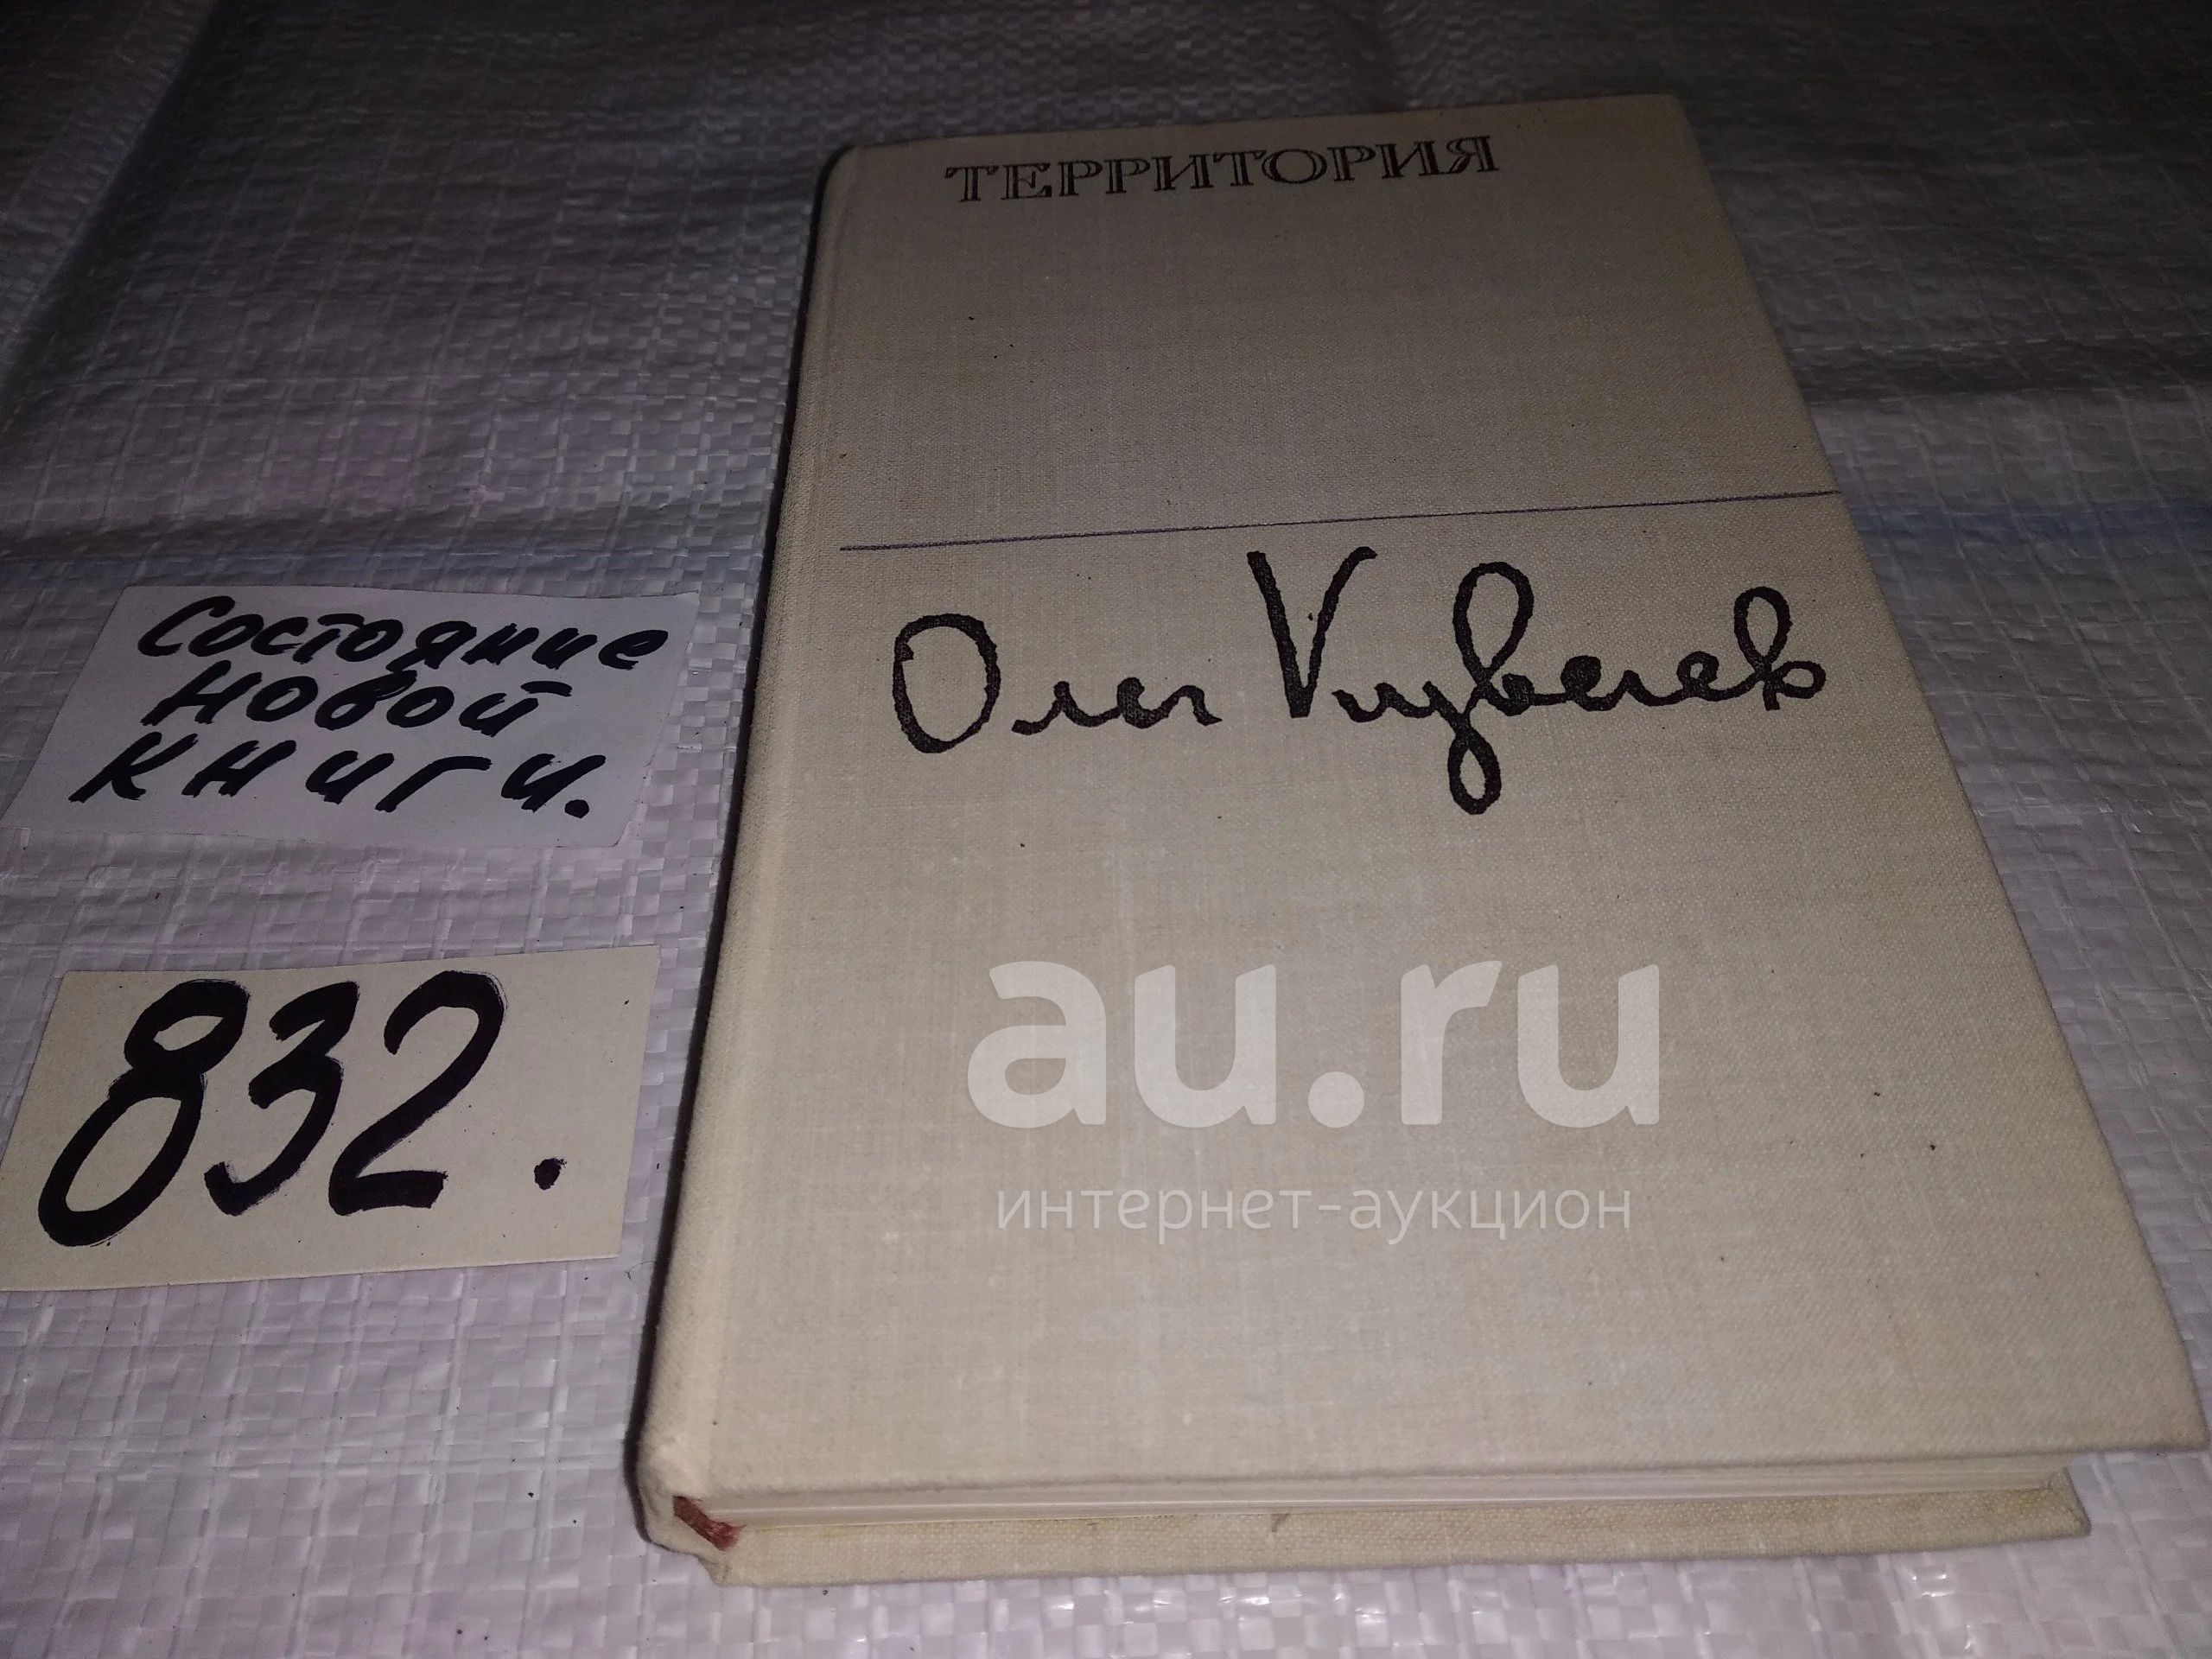 ТЕРРИТОРИЯ
Олег Куваев
Состояние
новой
книги.
832.
au.ru
интернет-аукцион